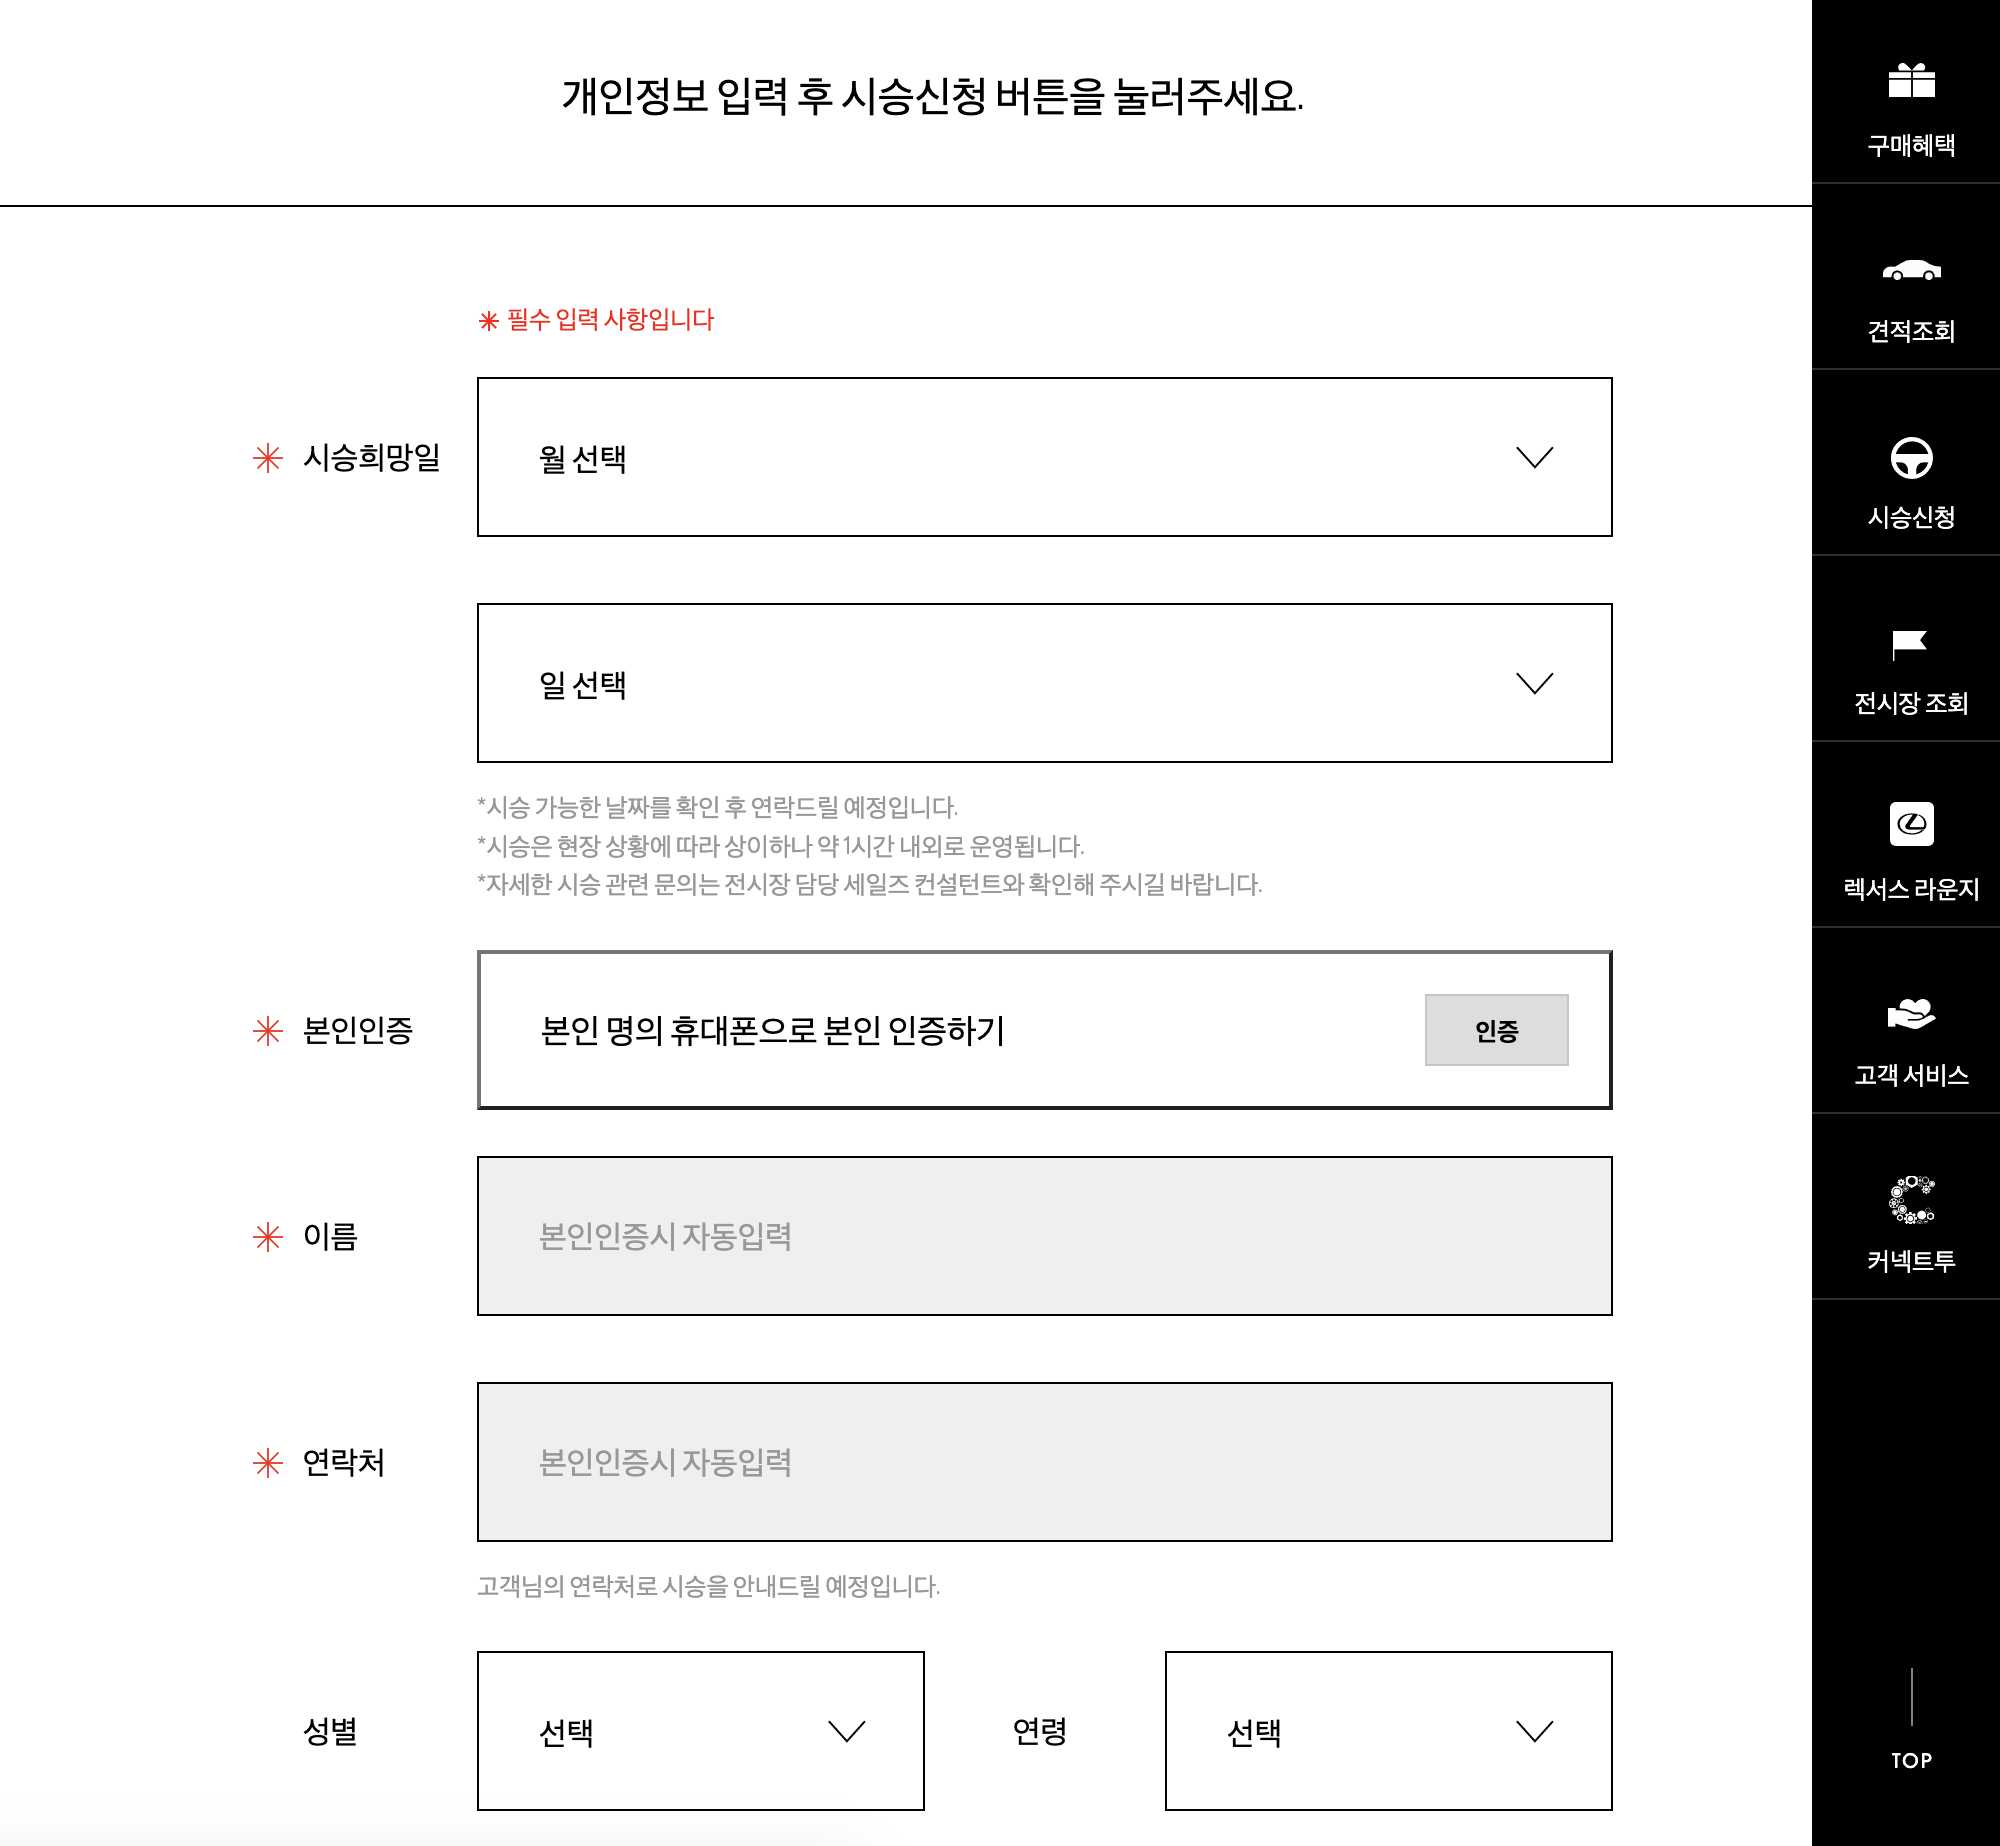 개인정보 입력 후 시승신청 버튼을 눌러주세요.
✳ 필수 입력 사항입니다
✳ 시승희망일
월 선택
일 선택
*시승 가능한 날짜를 확인 후 연락드릴 예정입니다.
*시승은 현장 상황에 따라 상이하나 약 1시간 내외로 운영됩니다.
*자세한 시승 관련 문의는 전시장 담당 세일즈 컨설턴트와 확인해 주시길 바랍니다.
✳ 본인인증
본인 명의 휴대폰으로 본인 인증하기
인증
✳ 이름
본인인증시 자동입력
✳ 연락처
본인인증시 자동입력
고객님의 연락처로 시승을 안내드릴 예정입니다.
성별
선택
연령
선택
구매혜택
견적조회
시승신청
전시장 조회
렉서스 라운지
고객 서비스
커넥트투
TOP